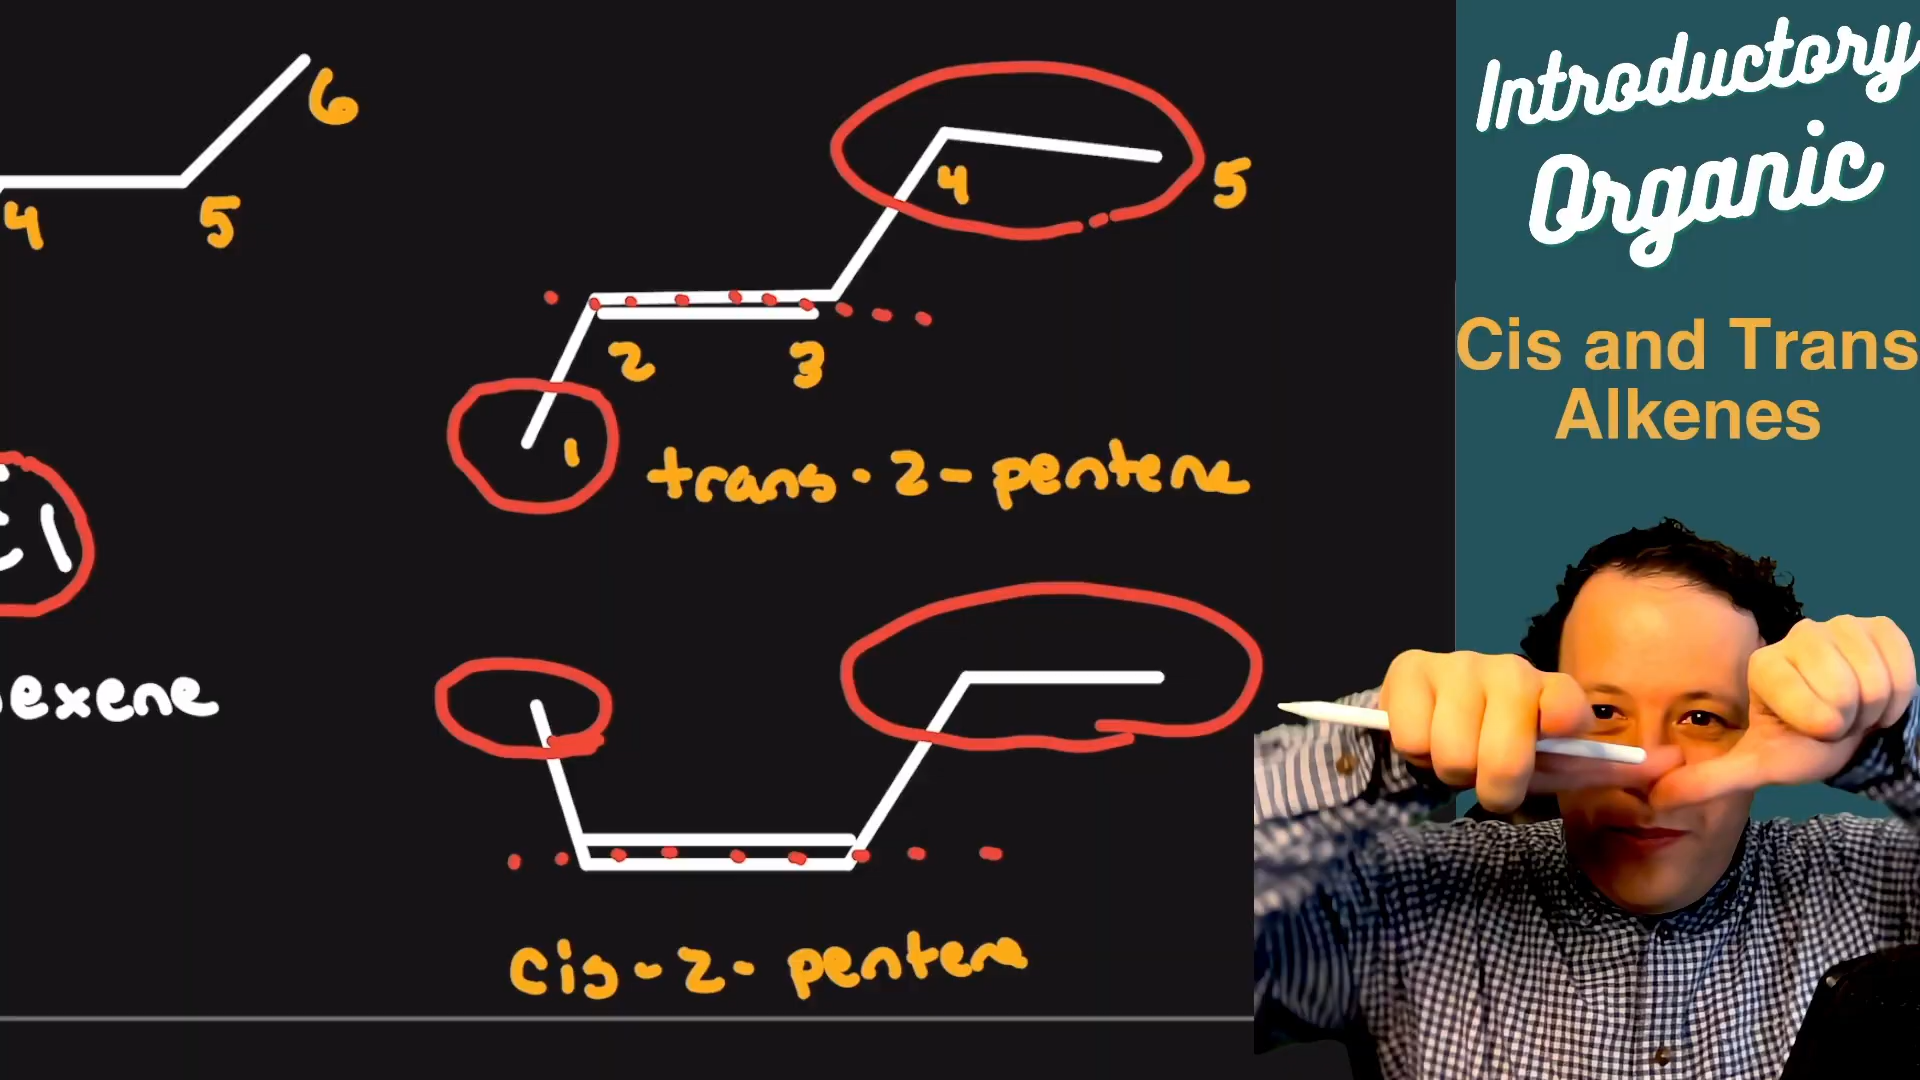 6
4
5
4
5
2
3
1
trans-2-pentene
exene
cis-2-pentene
Introductory
Organic
Cis and Trans
Alkenes